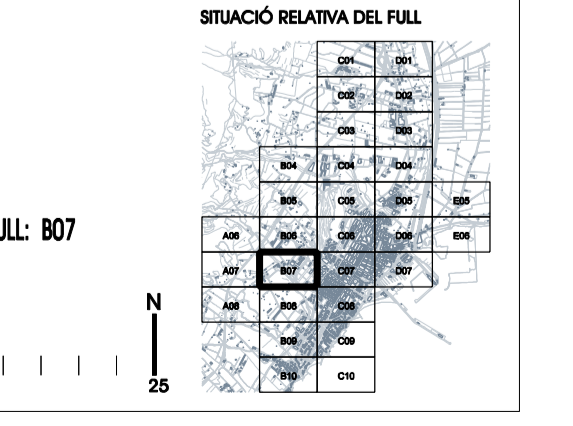 SITUACIÓ RELATIVA DEL FULL
C01 D01
C02 D02
C03 D03
B04 C04 D04
B05 C05 D05 E05
A06 B06 C06 D06 E06
A07 B07 C07 D07
A08 B08 C08
B09 C09
B10 C10
ULL: B07
N
25